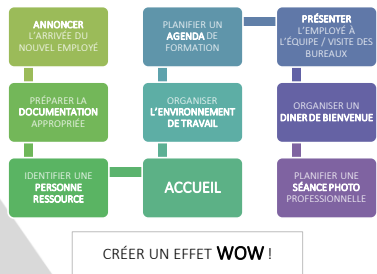 ANNONCER
L'ARRIVÉE DU
NOUVEL EMPLOYÉ
PRÉPARER LA
DOCUMENTATION
APPROPRIÉE
IDENTIFIER UNE
PERSONNE
RESSOURCE
ACCUEIL
ORGANISER
L'ENVIRONNEMENT
DE TRAVAIL
PLANIFIER UN
AGENDA DE
FORMATION
PRÉSENTER
L'EMPLOYÉ À
L'ÉQUIPE / VISITE DES
BUREAUX
ORGANISER UN
DINER DE BIENVENUE
PLANIFIER UNE
SÉANCE PHOTO
PROFESSIONNELLE
CRÉER UN EFFET WOW !